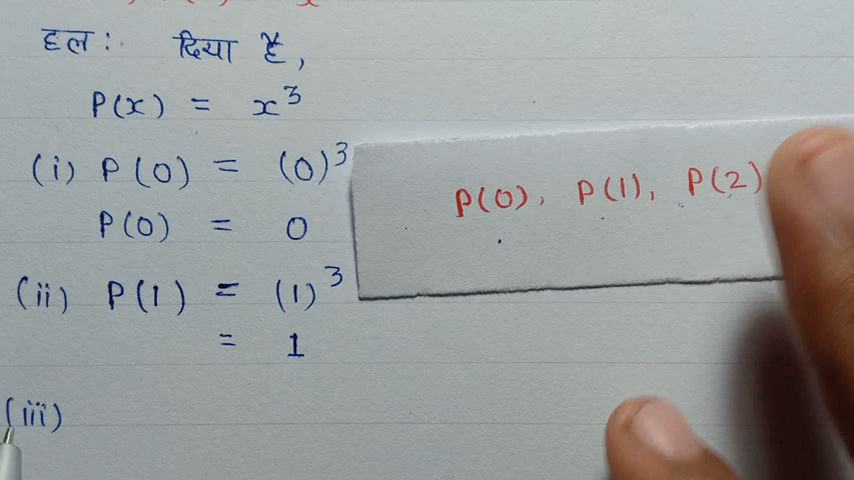 हल: दिया है,
P(x) = x³
(i) P(0) = (0)³
P(0) = 0
P(0), P(1), P(2)
(ii) P(1) = (1)³
= 1
(iii)